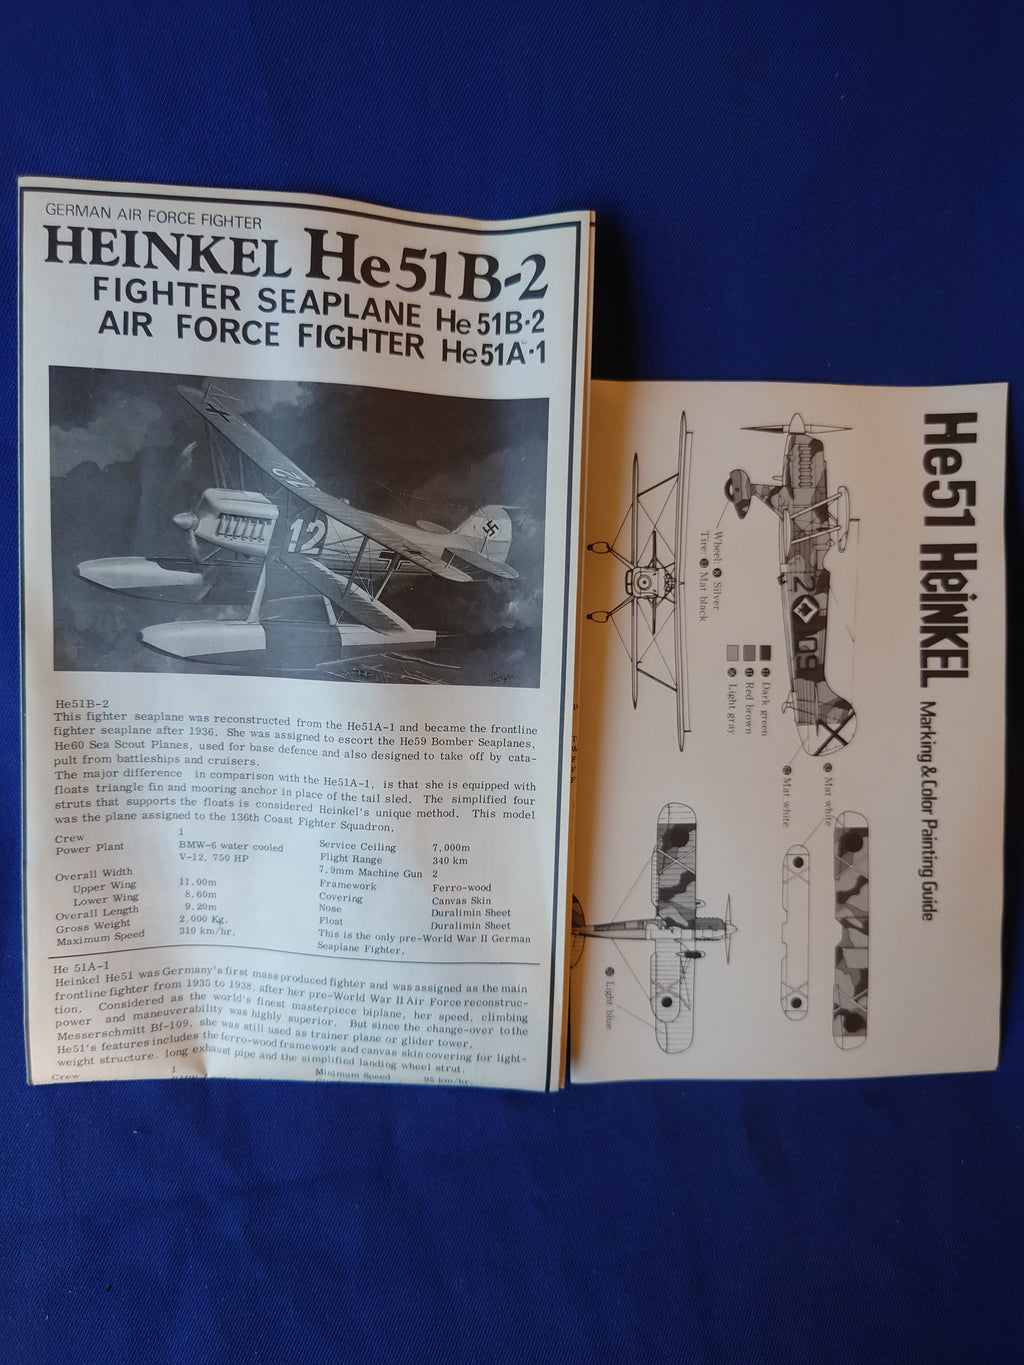 GERMAN AIR FORCE FIGHTER
HEINKEL He51B-2
FIGHTER SEAPLANE He51B-2
AIR FORCE FIGHTER He51A-1
12
He51B-2
This fighter seaplane was reconstructed from the He51A-1 and became the frontline
fighter seaplane after 1936. She was assigned to escort the He59 Bomber Seaplanes,
He60 Sea Scout Planes, used for base defence and also designed to take off by cata-
pult from battleships and cruisers.
The major difference in comparison with the He51A-1, is that she is equipped with
floats triangle fin and mooring anchor in place of the tail sled. The simplified four
struts that supports the floats is considered Heinkel's unique method. This model
was the plane assigned to the 136th Coast Fighter Squadron.
Crew 1
Power Plant BMW-6 water cooled
V-12, 750 HP
Overall Width
Upper Wing 11.00m
Lower Wing 8.60m
Overall Length 9.20m
Gross Weight 2,000 Kg.
Maximum Speed 310 km/hr.
Service Ceiling 7,000m
Flight Range 340 km
7.9mm Machine Gun 2
Framework Ferro-wood
Covering Canvas Skin
Nose Duralimin Sheet
Float Duralimin Sheet
This is the only pre-World War II German
Seaplane Fighter.
He 51A-1
Heinkel He51 was Germany's first mass produced fighter and was assigned as the main
frontline fighter from 1935 to 1938, after her pre-World War II Air Force reconstruc-
tion. Considered as the world's finest masterpiece biplane, her speed, climbing
power and maneuverability was highly superior. But since the change-over to the
Messerschmitt Bf-109, she was still used as trainer plane or glider tower.
He51's features includes the ferro-wood framework and canvas skin covering for light-
weight structure, long exhaust pipe and the simplified landing wheel strut.
Crew 1
Minimum Speed 95 km/hr.
He51 HEINKEL Marking & Color Painting Guide
2 109
Wheel: Silver
Tire: Mat black
Dark green
Red brown
Light gray
Mat white
Mat white
Light blue